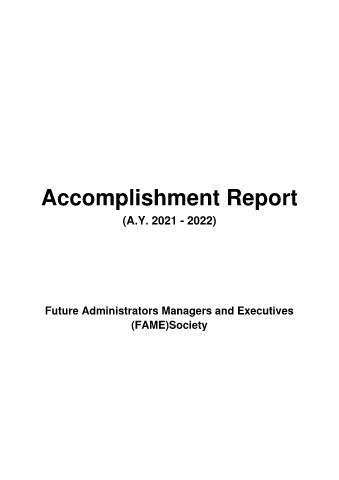 Accomplishment Report
(A.Y. 2021 - 2022)
Future Administrators Managers and Executives
(FAME)Society